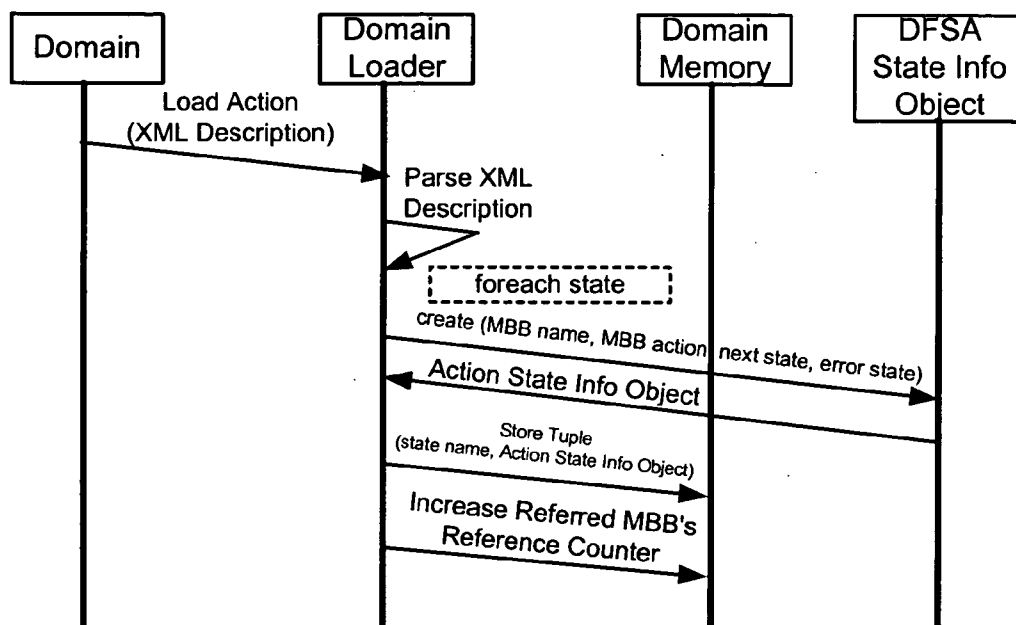 Domain
Domain
Loader
Domain
Memory
DFSA
State Info
Object
Load Action
(XML Description)
Parse XML
Description
foreach state
create (MBB name, MBB action, next state, error state)
Action State Info Object
Store Tuple
(state name, Action State Info Object)
Increase Referred MBB's
Reference Counter